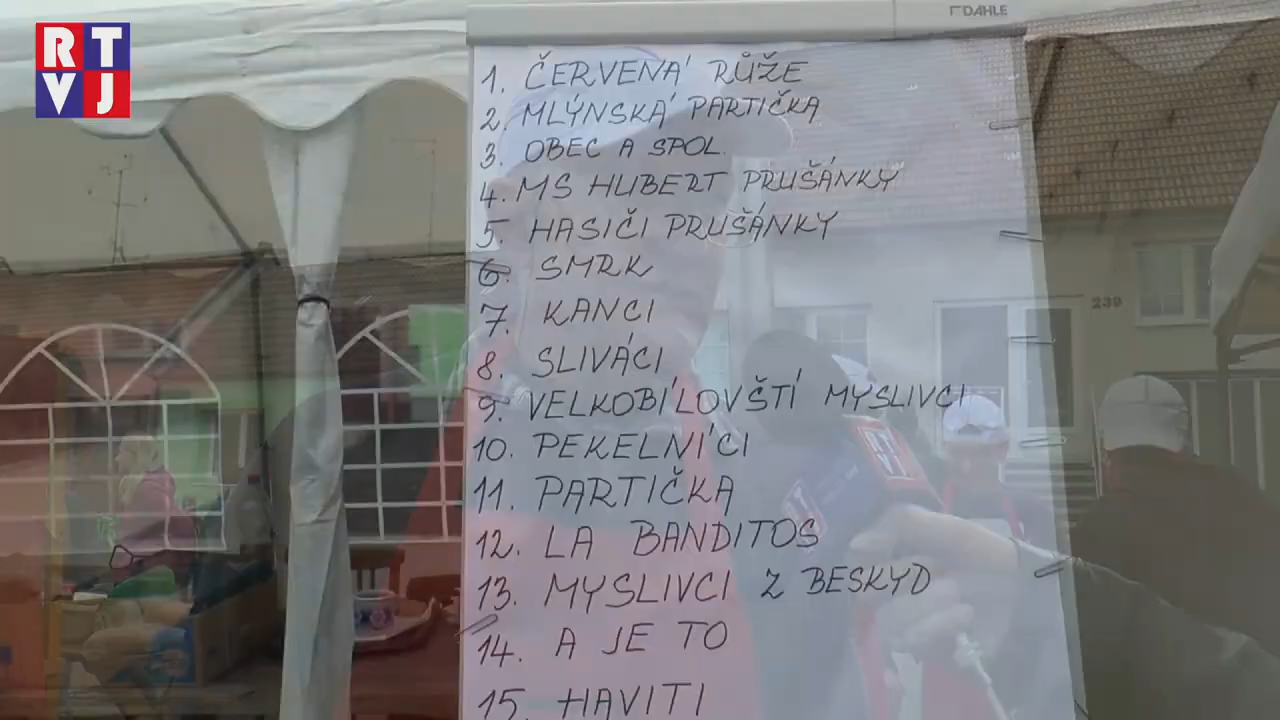 RTVJ
DAHLE
1. ČERVENÁ RŮŽE
2. MLÝNSKÁ PARTIČKA
3. OBEC A SPOL.
4. MS HUBERT PRUŠÁNKY
5. HASIČI PRUŠÁNKY
6. SMRK
7. KANCI
8. SLIVÁCI
9. VELKOBÍLOVŠTÍ MYSLIVCI
10. PEKELNÍCI
11. PARTIČKA
12. LA BANDITOS
13. MYSLIVCI Z BESKYD
14. A JE TO
15. HAVITI
239
RTVJ